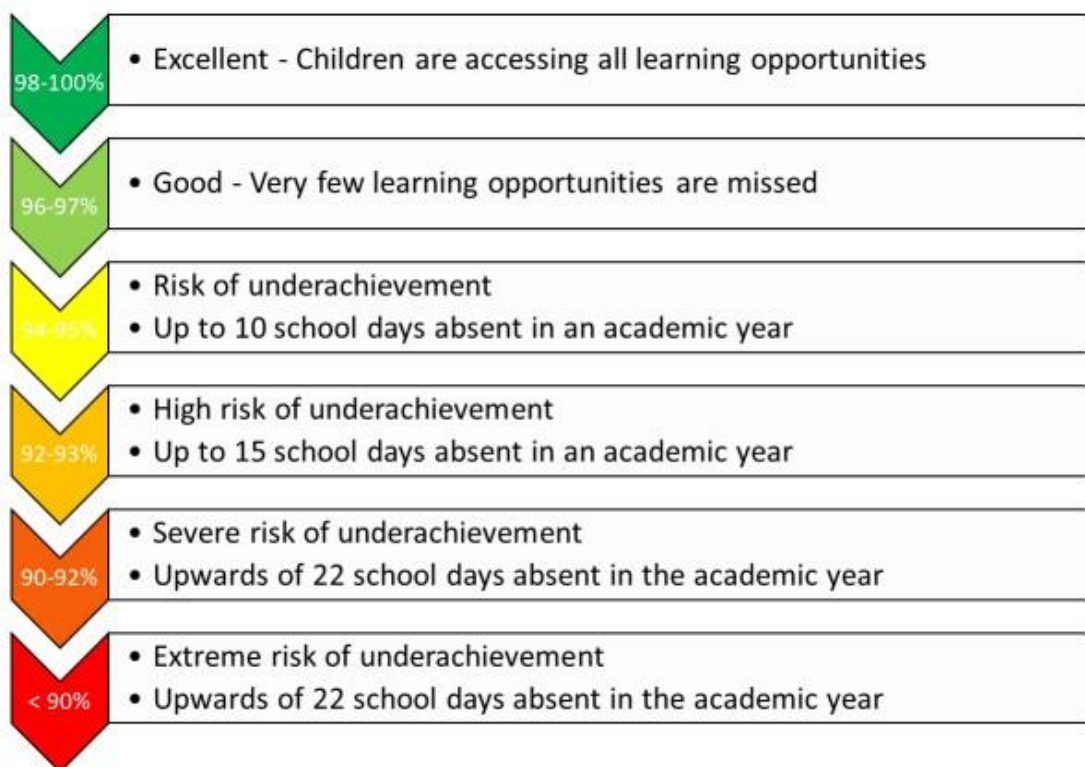 98-100%
• Excellent - Children are accessing all learning opportunities
96-97%
• Good - Very few learning opportunities are missed
94-95%
• Risk of underachievement
• Up to 10 school days absent in an academic year
92-93%
• High risk of underachievement
• Up to 15 school days absent in an academic year
90-92%
• Severe risk of underachievement
• Upwards of 22 school days absent in the academic year
< 90%
• Extreme risk of underachievement
• Upwards of 22 school days absent in the academic year